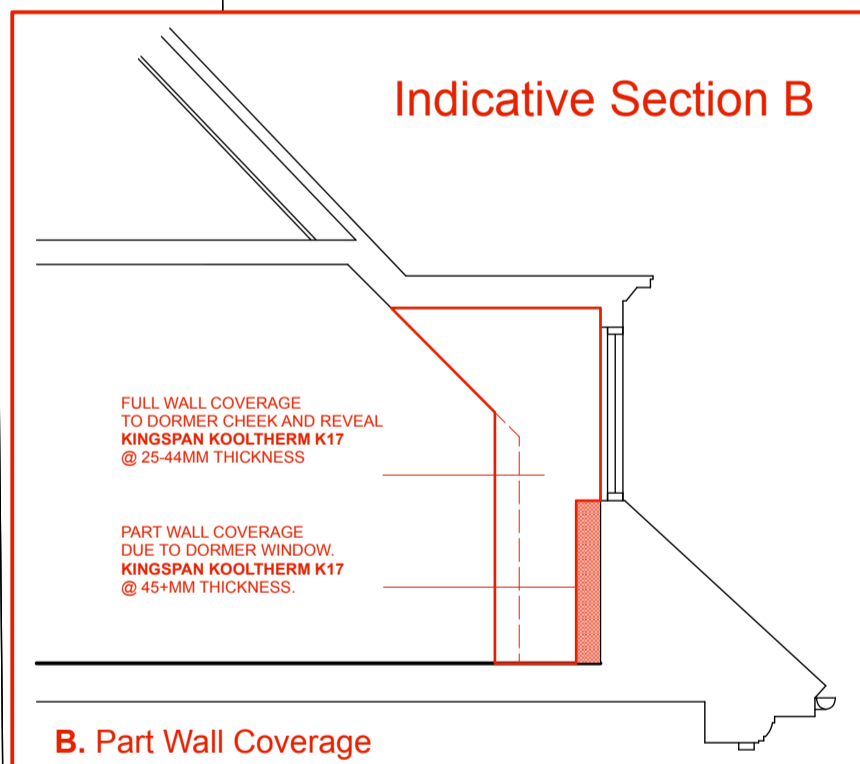 Indicative Section B
FULL WALL COVERAGE
TO DORMER CHEEK AND REVEAL
KINGSPAN KOOLTHERM K17
@ 25-44MM THICKNESS
PART WALL COVERAGE
DUE TO DORMER WINDOW.
KINGSPAN KOOLTHERM K17
@ 45+MM THICKNESS.
B. Part Wall Coverage